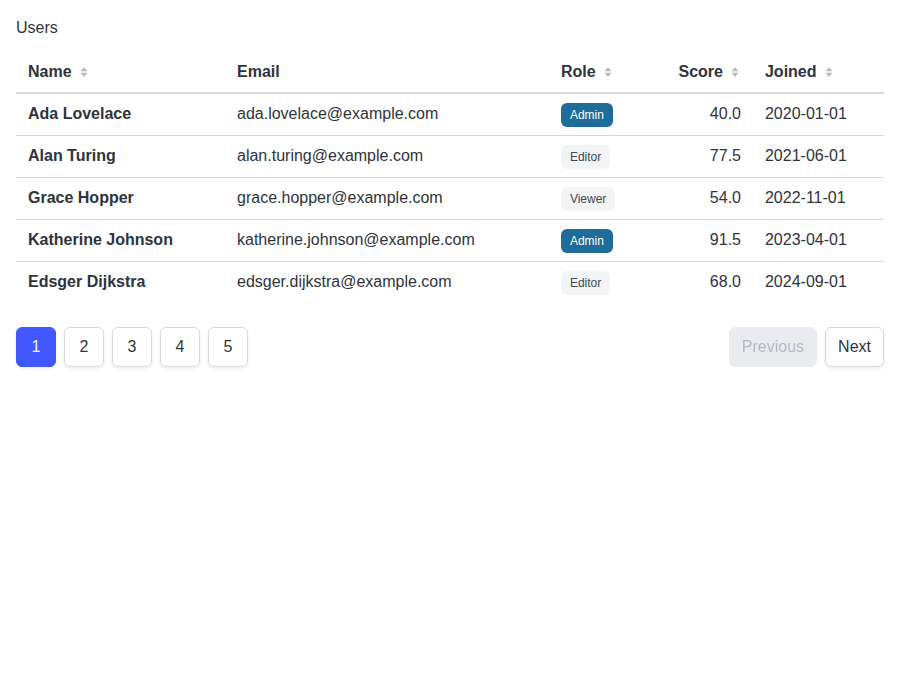 Users
Name Email Role Score Joined
Ada Lovelace ada.lovelace@example.com Admin 40.0 2020-01-01
Alan Turing alan.turing@example.com Editor 77.5 2021-06-01
Grace Hopper grace.hopper@example.com Viewer 54.0 2022-11-01
Katherine Johnson katherine.johnson@example.com Admin 91.5 2023-04-01
Edsger Dijkstra edsger.dijkstra@example.com Editor 68.0 2024-09-01
1 2 3 4 5 Previous Next